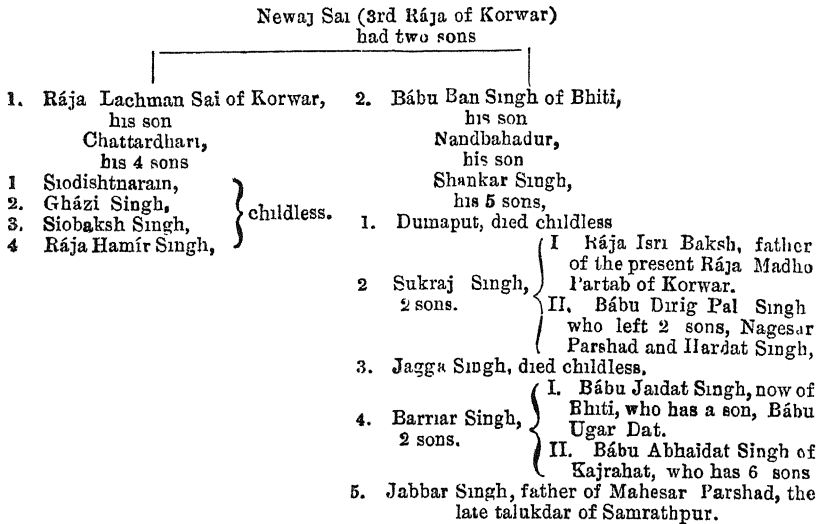 Newaj Sai (3rd Rája of Korwar)
had two sons
1. Rája Lachman Sai of Korwar,
his son
Chattardhari,
his 4 sons
1 Siodishtnarain,
2. Gházi Singh,
3. Siobaksh Singh,
4 Rája Hamír Singh,
childless.
2. Bábu Ban Singh of Bhiti,
his son
Nandbahadur,
his son
Shankar Singh,
his 5 sons,
1. Dumaput, died childless
2 Sukraj Singh,
2 sons.
I Rája Isri Baksh, father
of the present Rája Madho
Partab of Korwar.
II. Bábu Dirig Pal Singh
who left 2 sons, Nagesar
Parshad and Hardat Singh,
3. Jagga Singh, died childless.
4. Barriar Singh,
2 sons.
I. Bábu Jaidat Singh, now of
Bhiti, who has a son, Bábu
Ugar Dat.
II. Bábu Abhaidat Singh of
Kajrahat, who has 6 sons
5. Jabbar Singh, father of Mahesar Parshad, the
late talukdar of Samrathpur.